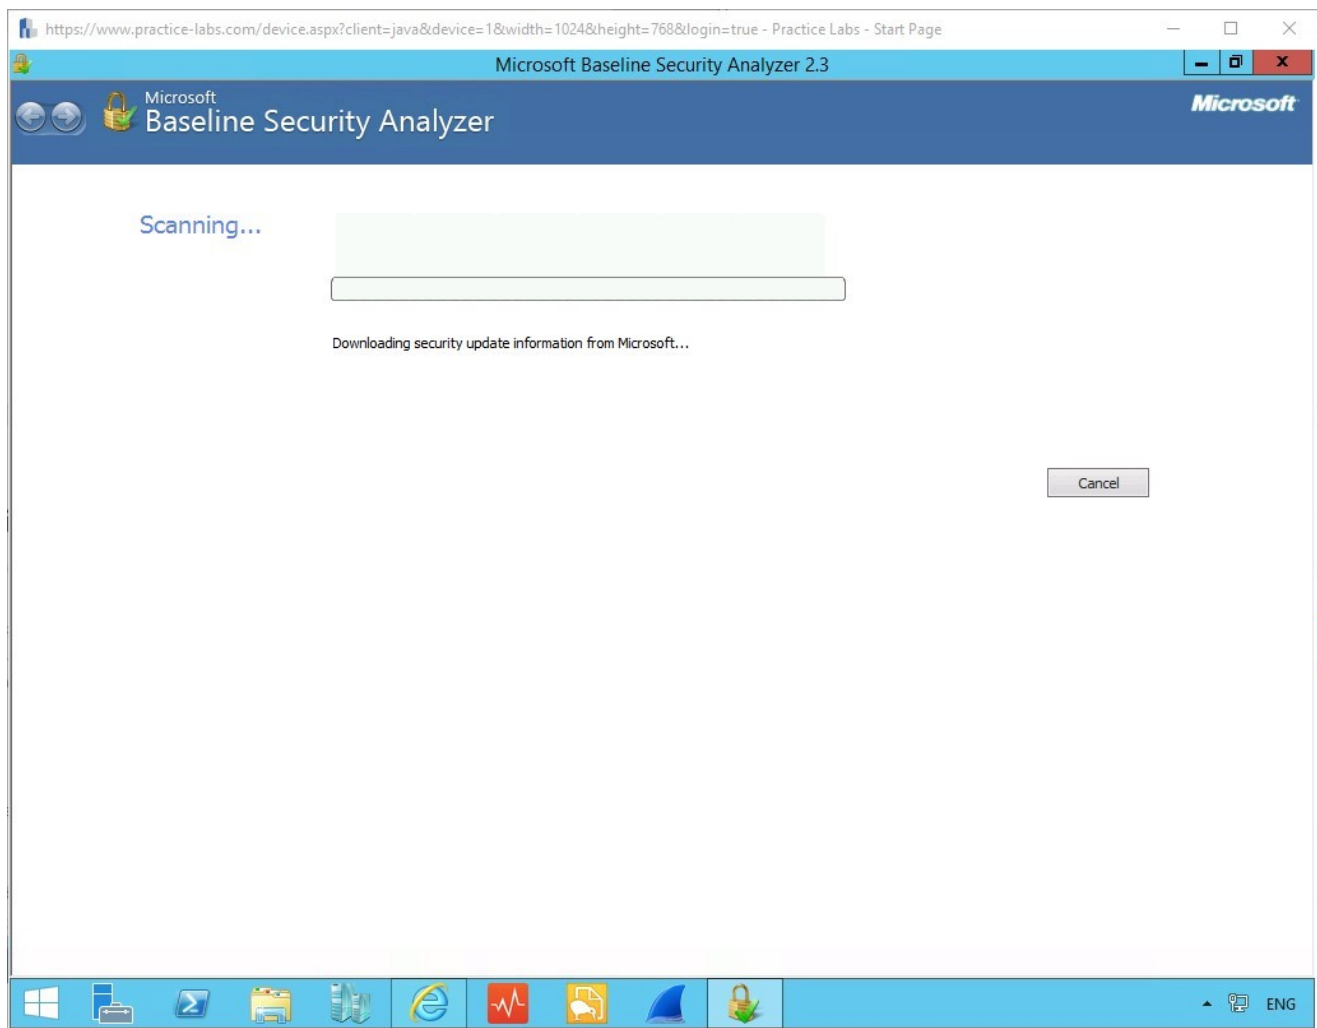 https://www.practice-labs.com/device.aspx?client=java&device=1&width=1024&height=768&login=true - Practice Labs - Start Page
Microsoft Baseline Security Analyzer 2.3
Microsoft
Baseline Security Analyzer
Microsoft
Scanning...
Downloading security update information from Microsoft...
Cancel
ENG